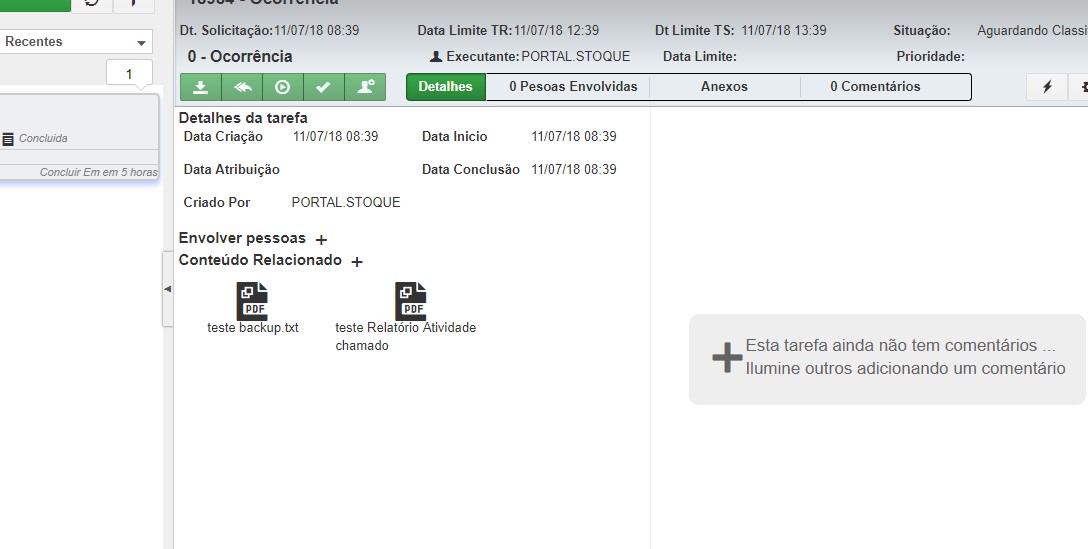 Ocorrência
Dt. Solicitação:11/07/18 08:39 Data Limite TR:11/07/18 12:39 Dt Limite TS: 11/07/18 13:39 Situação: Aguardando Classi
Recentes
0 - Ocorrência Executante:PORTAL.STOQUE Data Limite: Prioridade:
1
Detalhes 0 Pesoas Envolvidas Anexos 0 Comentários
Detalhes da tarefa
Data Criação 11/07/18 08:39 Data Inicio 11/07/18 08:39
Concluida
Data Atribuição Data Conclusão 11/07/18 08:39
Concluir Em em 5 horas
Criado Por PORTAL.STOQUE
Envolver pessoas +
Conteúdo Relacionado +
PDF PDF
teste backup.txt teste Relatório Atividade
chamado
Esta tarefa ainda não tem comentários ...
Ilumine outros adicionando um comentário